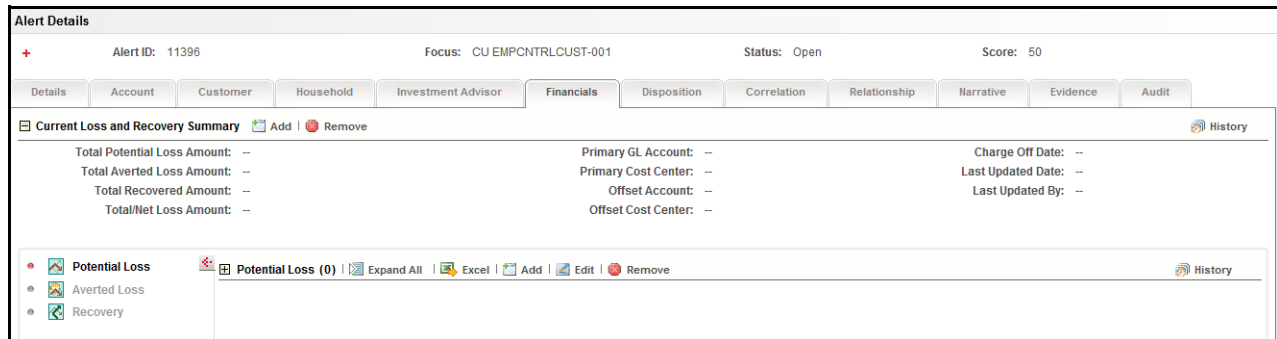 Alert Details
+ Alert ID: 11396 Focus: CU EMPCNTRLCUST-001 Status: Open Score: 50
Details Account Customer Household Investment Advisor Financials Disposition Correlation Relationship Narrative Evidence Audit
Current Loss and Recovery Summary Add | Remove History
Total Potential Loss Amount: -- Primary GL Account: -- Charge Off Date: --
Total Averted Loss Amount: -- Primary Cost Center: -- Last Updated Date: --
Total Recovered Amount: -- Offset Account: -- Last Updated By: --
Total/Net Loss Amount: -- Offset Cost Center: --
Potential Loss Potential Loss (0) | Expand All | Excel | Add | Edit | Remove History
Averted Loss
Recovery